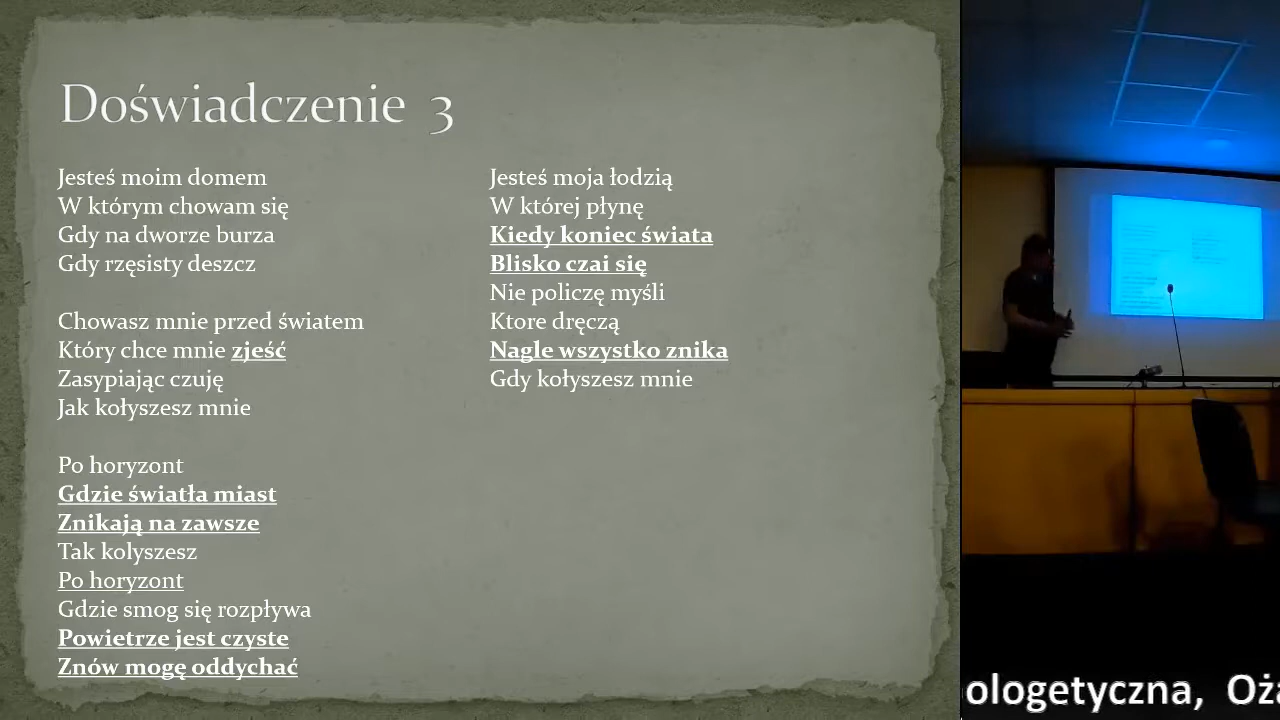 Doświadczenie 3
Jesteś moim domem
W którym chowam się
Gdy na dworze burza
Gdy rzęsisty deszcz
Chowasz mnie przed światem
Który chce mnie zjeść
Zasypiając czuję
Jak kołyszesz mnie
Po horyzont
Gdzie światła miast
Znikają na zawsze
Tak kołyszesz
Po horyzont
Gdzie smog się rozpływa
Powietrze jest czyste
Znów mogę oddychać
Jesteś moja łodzią
W której płynę
Kiedy koniec świata
Blisko czai się
Nie policzę myśli
Ktore dręczą
Nagle wszystko znika
Gdy kołyszesz mnie
ologetyczna, Oża